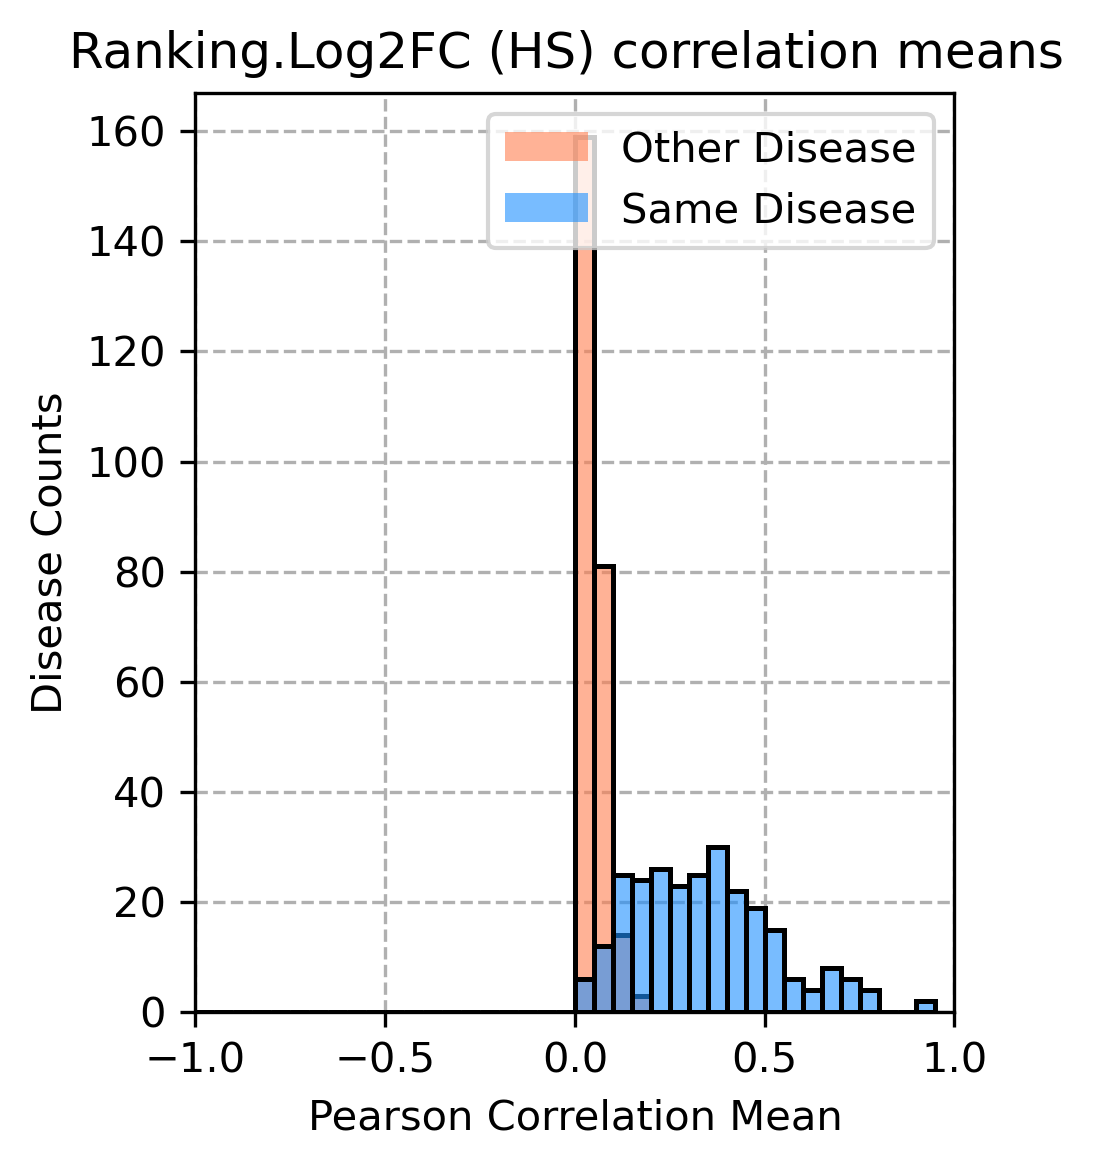 Ranking.Log2FC (HS) correlation means
Other Disease
Same Disease
160
140
120
100
80
60
40
20
0
Disease Counts
−1.0
−0.5
0.0
0.5
1.0
Pearson Correlation Mean